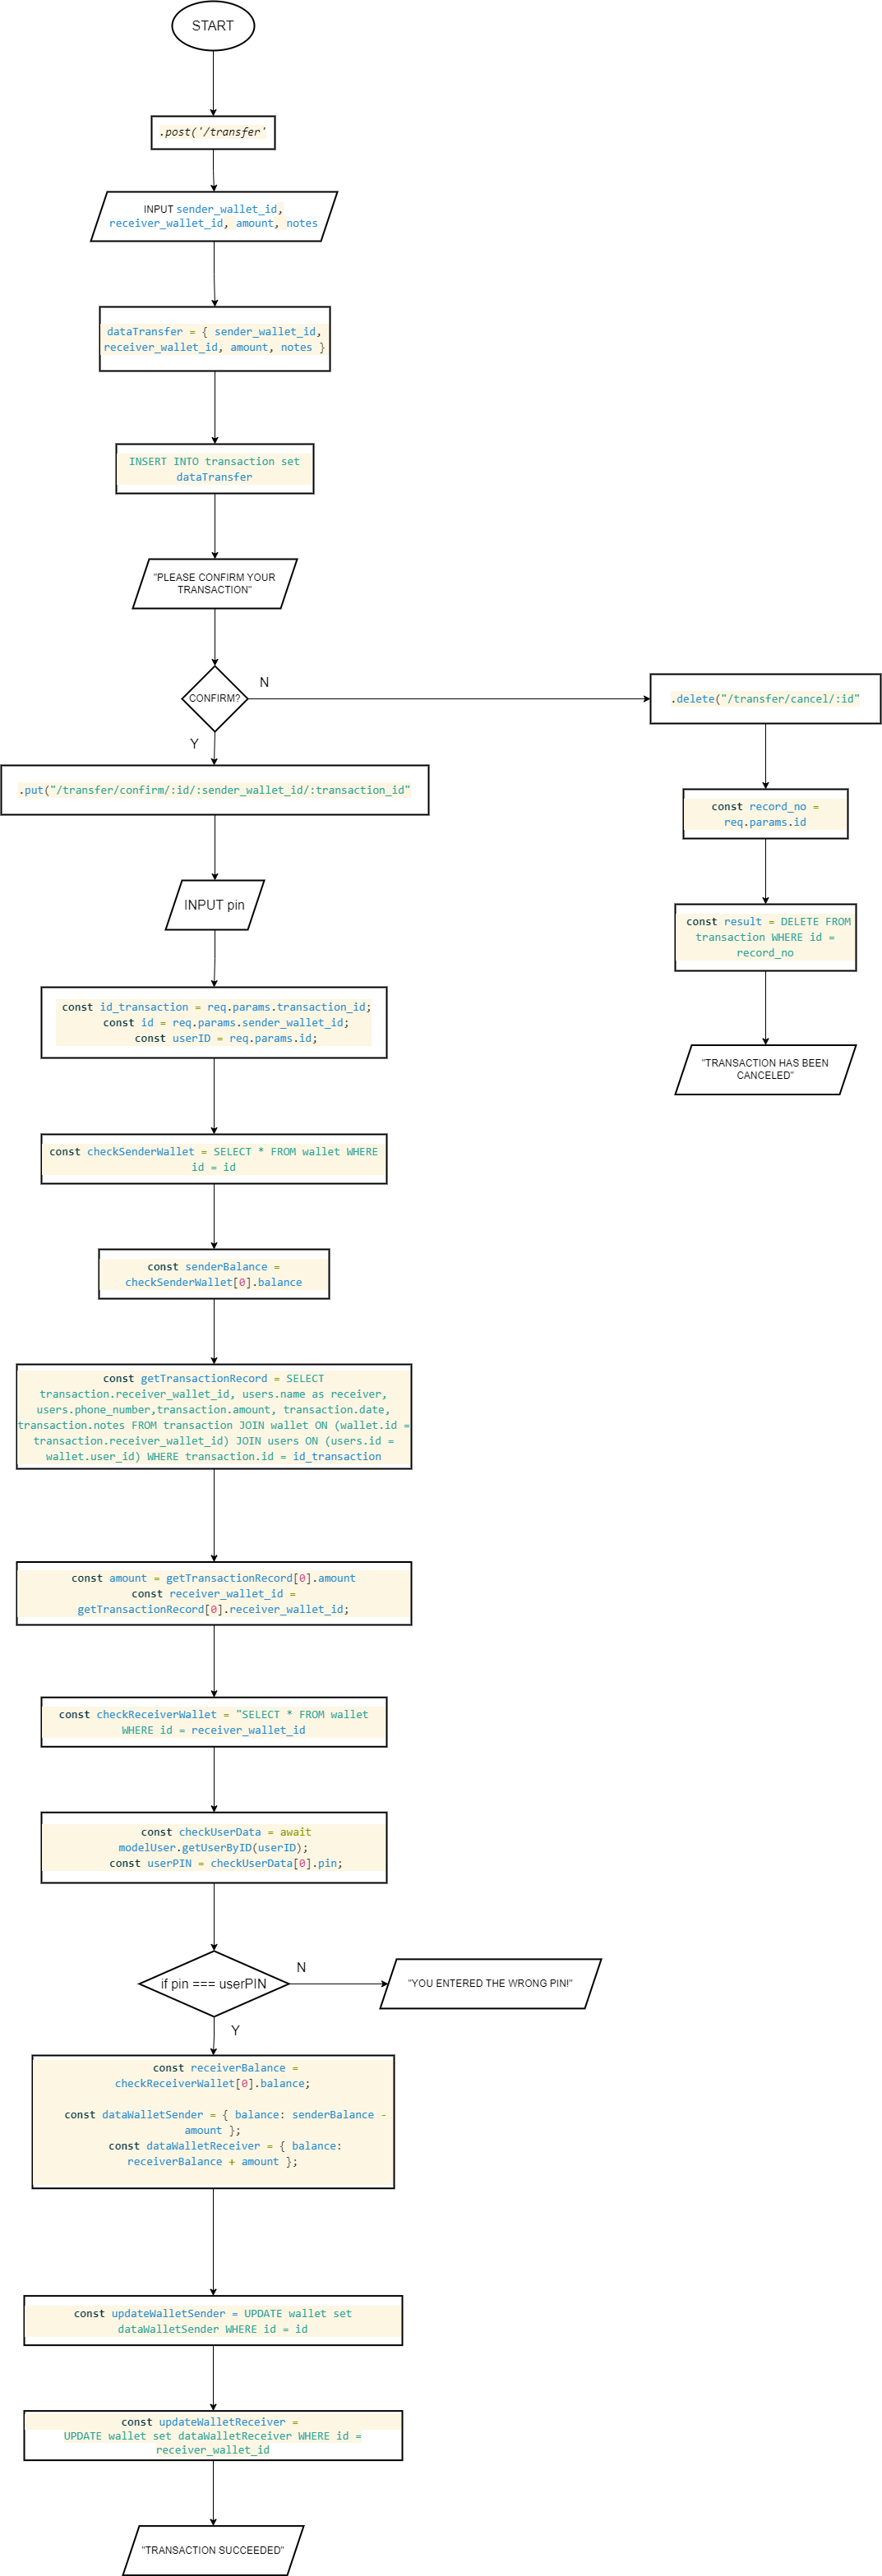 START
.post('/transfer'
INPUT sender_wallet_id,
receiver_wallet_id, amount, notes
dataTransfer = { sender_wallet_id,
receiver_wallet_id, amount, notes }
INSERT INTO transaction set
dataTransfer
"PLEASE CONFIRM YOUR
TRANSACTION"
CONFIRM?
N
.delete("/transfer/cancel/:id"
Y
.put("/transfer/confirm/:id/:sender_wallet_id/:transaction_id"
const record_no =
req.params.id
INPUT pin
const result = DELETE FROM
transaction WHERE id =
record_no
const id_transaction = req.params.transaction_id;
const id = req.params.sender_wallet_id;
const userID = req.params.id;
"TRANSACTION HAS BEEN
CANCELED"
const checkSenderWallet = SELECT * FROM wallet WHERE
id = id
const senderBalance =
checkSenderWallet[0].balance
const getTransactionRecord = SELECT
transaction.receiver_wallet_id, users.name as receiver,
users.phone_number,transaction.amount, transaction.date,
transaction.notes FROM transaction JOIN wallet ON (wallet.id =
transaction.receiver_wallet_id) JOIN users ON (users.id =
wallet.user_id) WHERE transaction.id = id_transaction
const amount = getTransactionRecord[0].amount
const receiver_wallet_id =
getTransactionRecord[0].receiver_wallet_id;
const checkReceiverWallet = "SELECT * FROM wallet
WHERE id = receiver_wallet_id
const checkUserData = await
modelUser.getUserByID(userID);
const userPIN = checkUserData[0].pin;
if pin === userPIN
N
"YOU ENTERED THE WRONG PIN!"
Y
const receiverBalance =
checkReceiverWallet[0].balance;
const dataWalletSender = { balance: senderBalance -
amount };
const dataWalletReceiver = { balance:
receiverBalance + amount };
const updateWalletSender = UPDATE wallet set
dataWalletSender WHERE id = id
const updateWalletReceiver =
UPDATE wallet set dataWalletReceiver WHERE id =
receiver_wallet_id
"TRANSACTION SUCCEEDED"